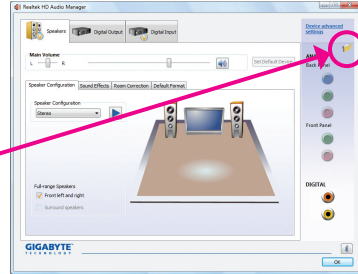 Realtek HD Audio Manager
Speakers
Digital Output
Digital Input
Device advanced settings
Main Volume
L
R
Set Default Device
ANALOG
Back Panel
Speaker Configuration
Sound Effects
Room Correction
Default Format
Speaker Configuration
Stereo
Front Panel
Full-range Speakers
Front left and right
Surround speakers
DIGITAL
GIGABYTE
TECHNOLOGY
i
OK